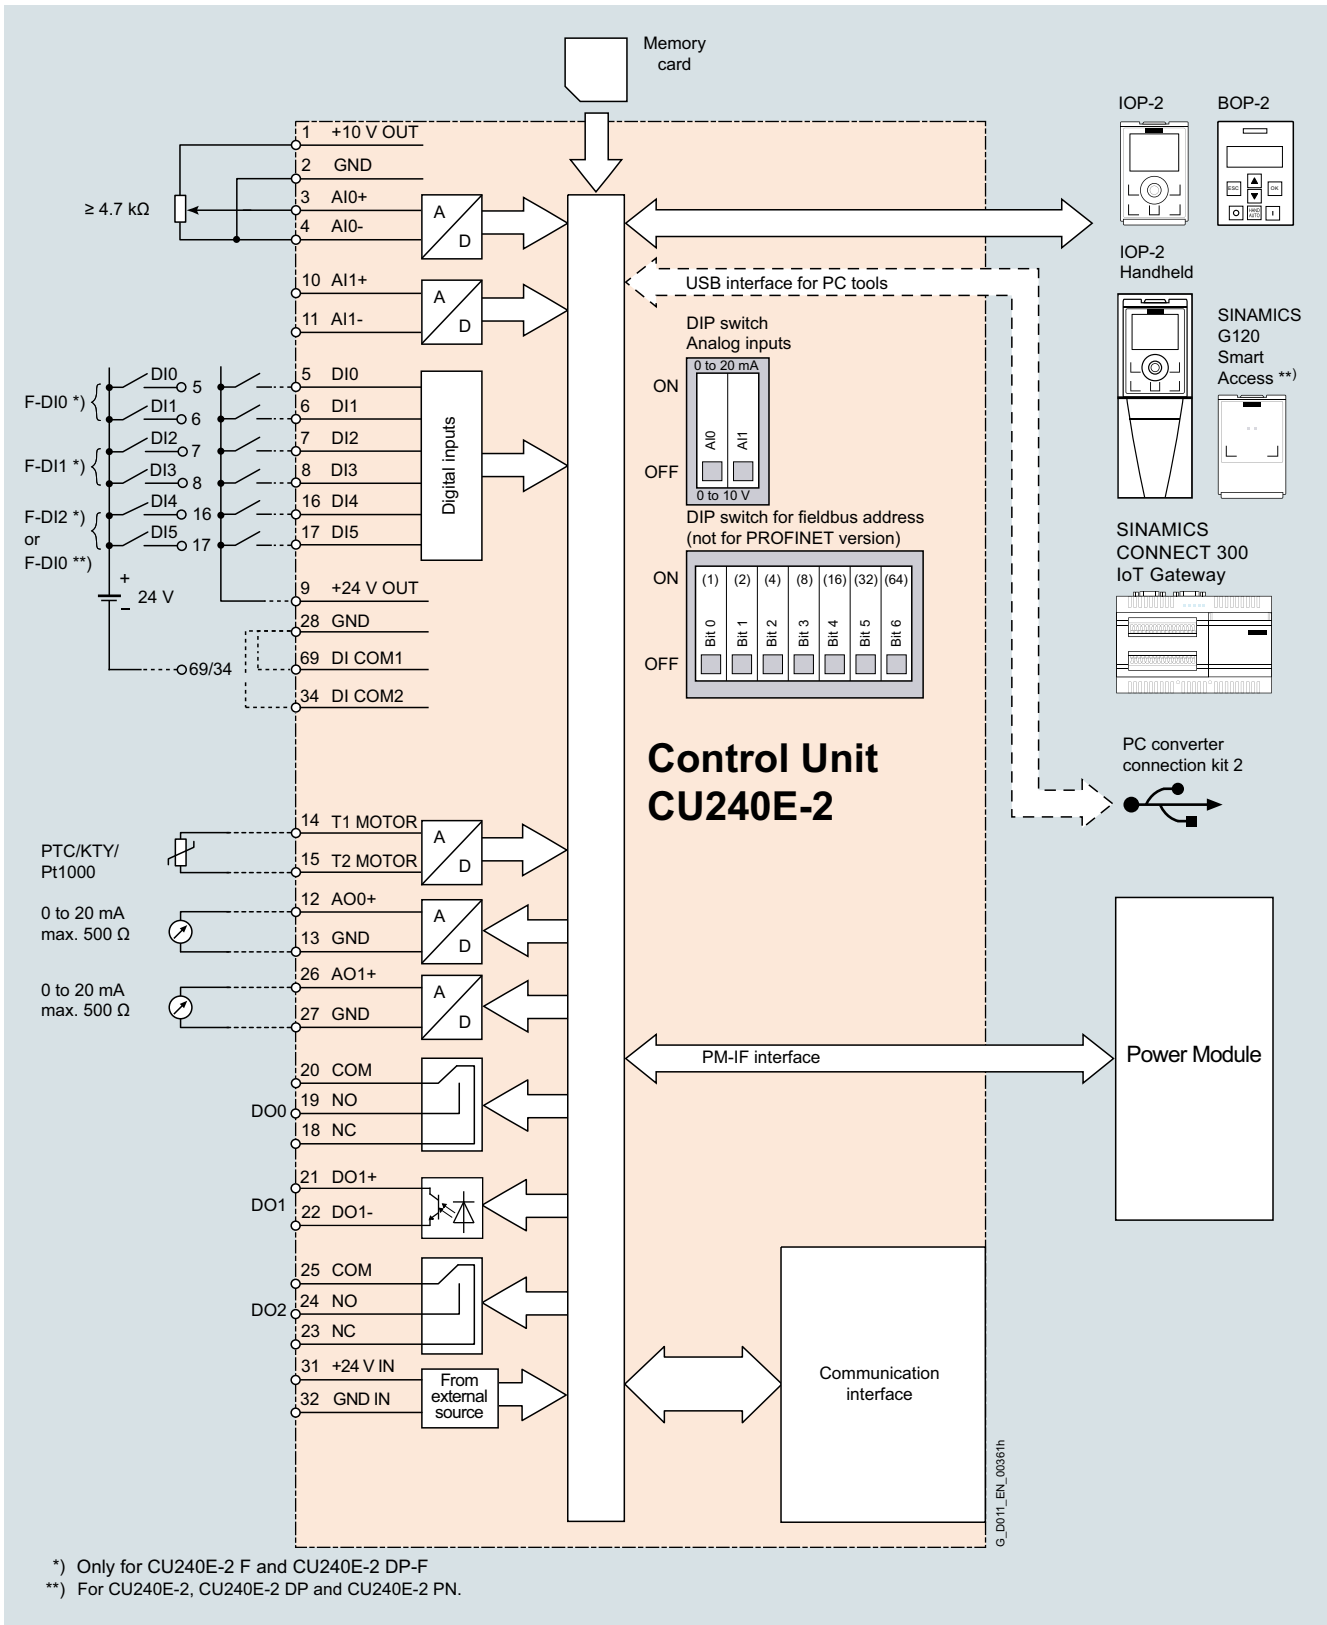 Memory
card
IOP-2
BOP-2
ESC
OK
HAND
AUTO
IOP-2
Handheld
SINAMICS
G120
Smart
Access **)
SINAMICS
CONNECT 300
IoT Gateway
PC converter
connection kit 2
1 +10 V OUT
2 GND
≥ 4.7 kΩ
3 AI0+
4 AI0-
A
D
10 AI1+
11 AI1-
A
D
USB interface for PC tools
DIP switch
Analog inputs
0 to 20 mA
ON
AI0
AI1
OFF
0 to 10 V
DIP switch for fieldbus address
(not for PROFINET version)
ON
(1) (2) (4) (8) (16) (32) (64)
Bit 0 Bit 1 Bit 2 Bit 3 Bit 4 Bit 5 Bit 6
OFF
F-DI0 *)
DI0 5
DI1 6
F-DI1 *)
DI2 7
DI3 8
F-DI2 *)
or
F-DI0 **)
DI4 16
DI5 17
+
24 V
–
69/34
5 DI0
6 DI1
7 DI2
8 DI3
16 DI4
17 DI5
Digital inputs
9 +24 V OUT
28 GND
69 DI COM1
34 DI COM2
Control Unit
CU240E-2
PTC/KTY/
Pt1000
14 T1 MOTOR
15 T2 MOTOR
A
D
0 to 20 mA
max. 500 Ω
12 AO0+
13 GND
A
D
0 to 20 mA
max. 500 Ω
26 AO1+
27 GND
A
D
PM-IF interface
Power Module
DO0
20 COM
19 NO
18 NC
DO1
21 DO1+
22 DO1-
DO2
25 COM
24 NO
23 NC
31 +24 V IN
32 GND IN
From
external
source
Communication
interface
G_D011_EN_00361h
*) Only for CU240E-2 F and CU240E-2 DP-F
**) For CU240E-2, CU240E-2 DP and CU240E-2 PN.